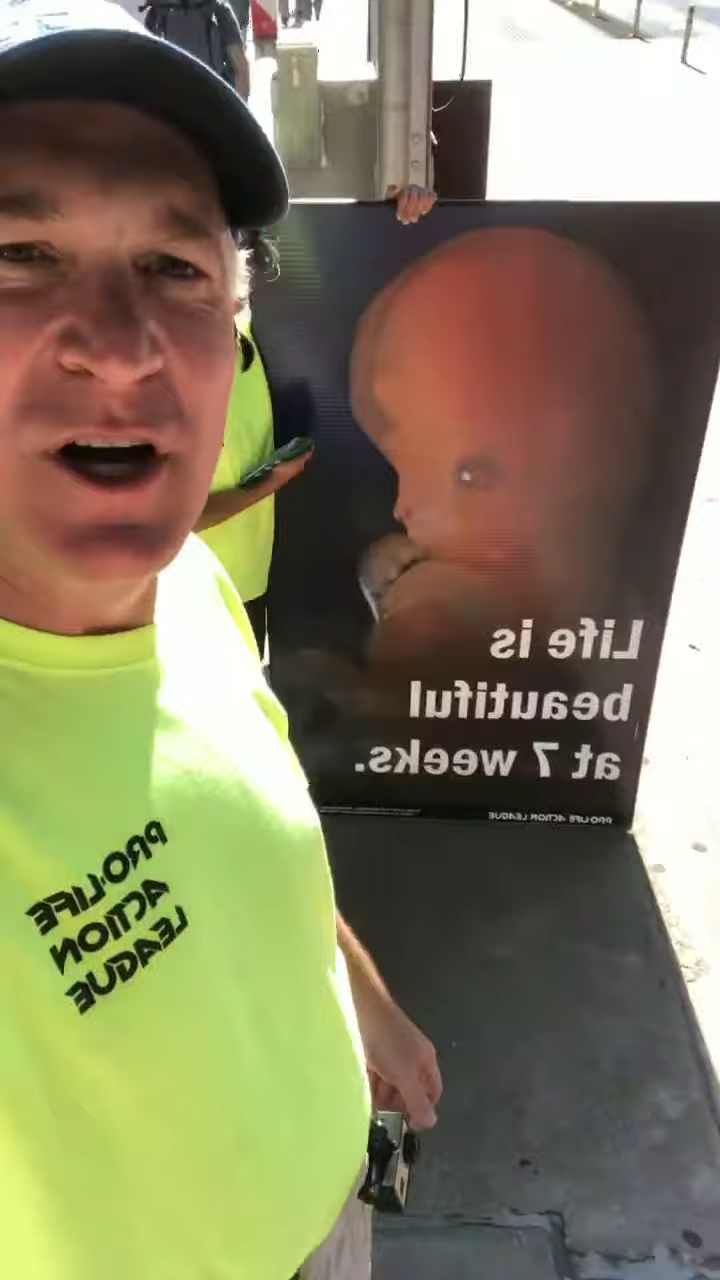 Life is
beautiful
at 7 weeks.
PRO-LIFE ACTION LEAGUE
PRO-LIFE
ACTION
LEAGUE